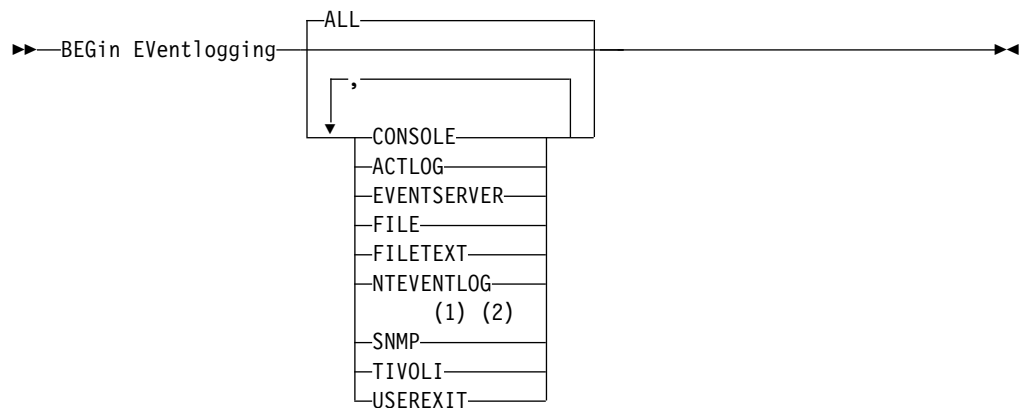 ALL
BEGin EVentlogging
,
CONSOLE
ACTLOG
EVENTSERVER
FILE
FILETEXT
NTEVENTLOG
(1) (2)
SNMP
TIVOLI
USEREXIT